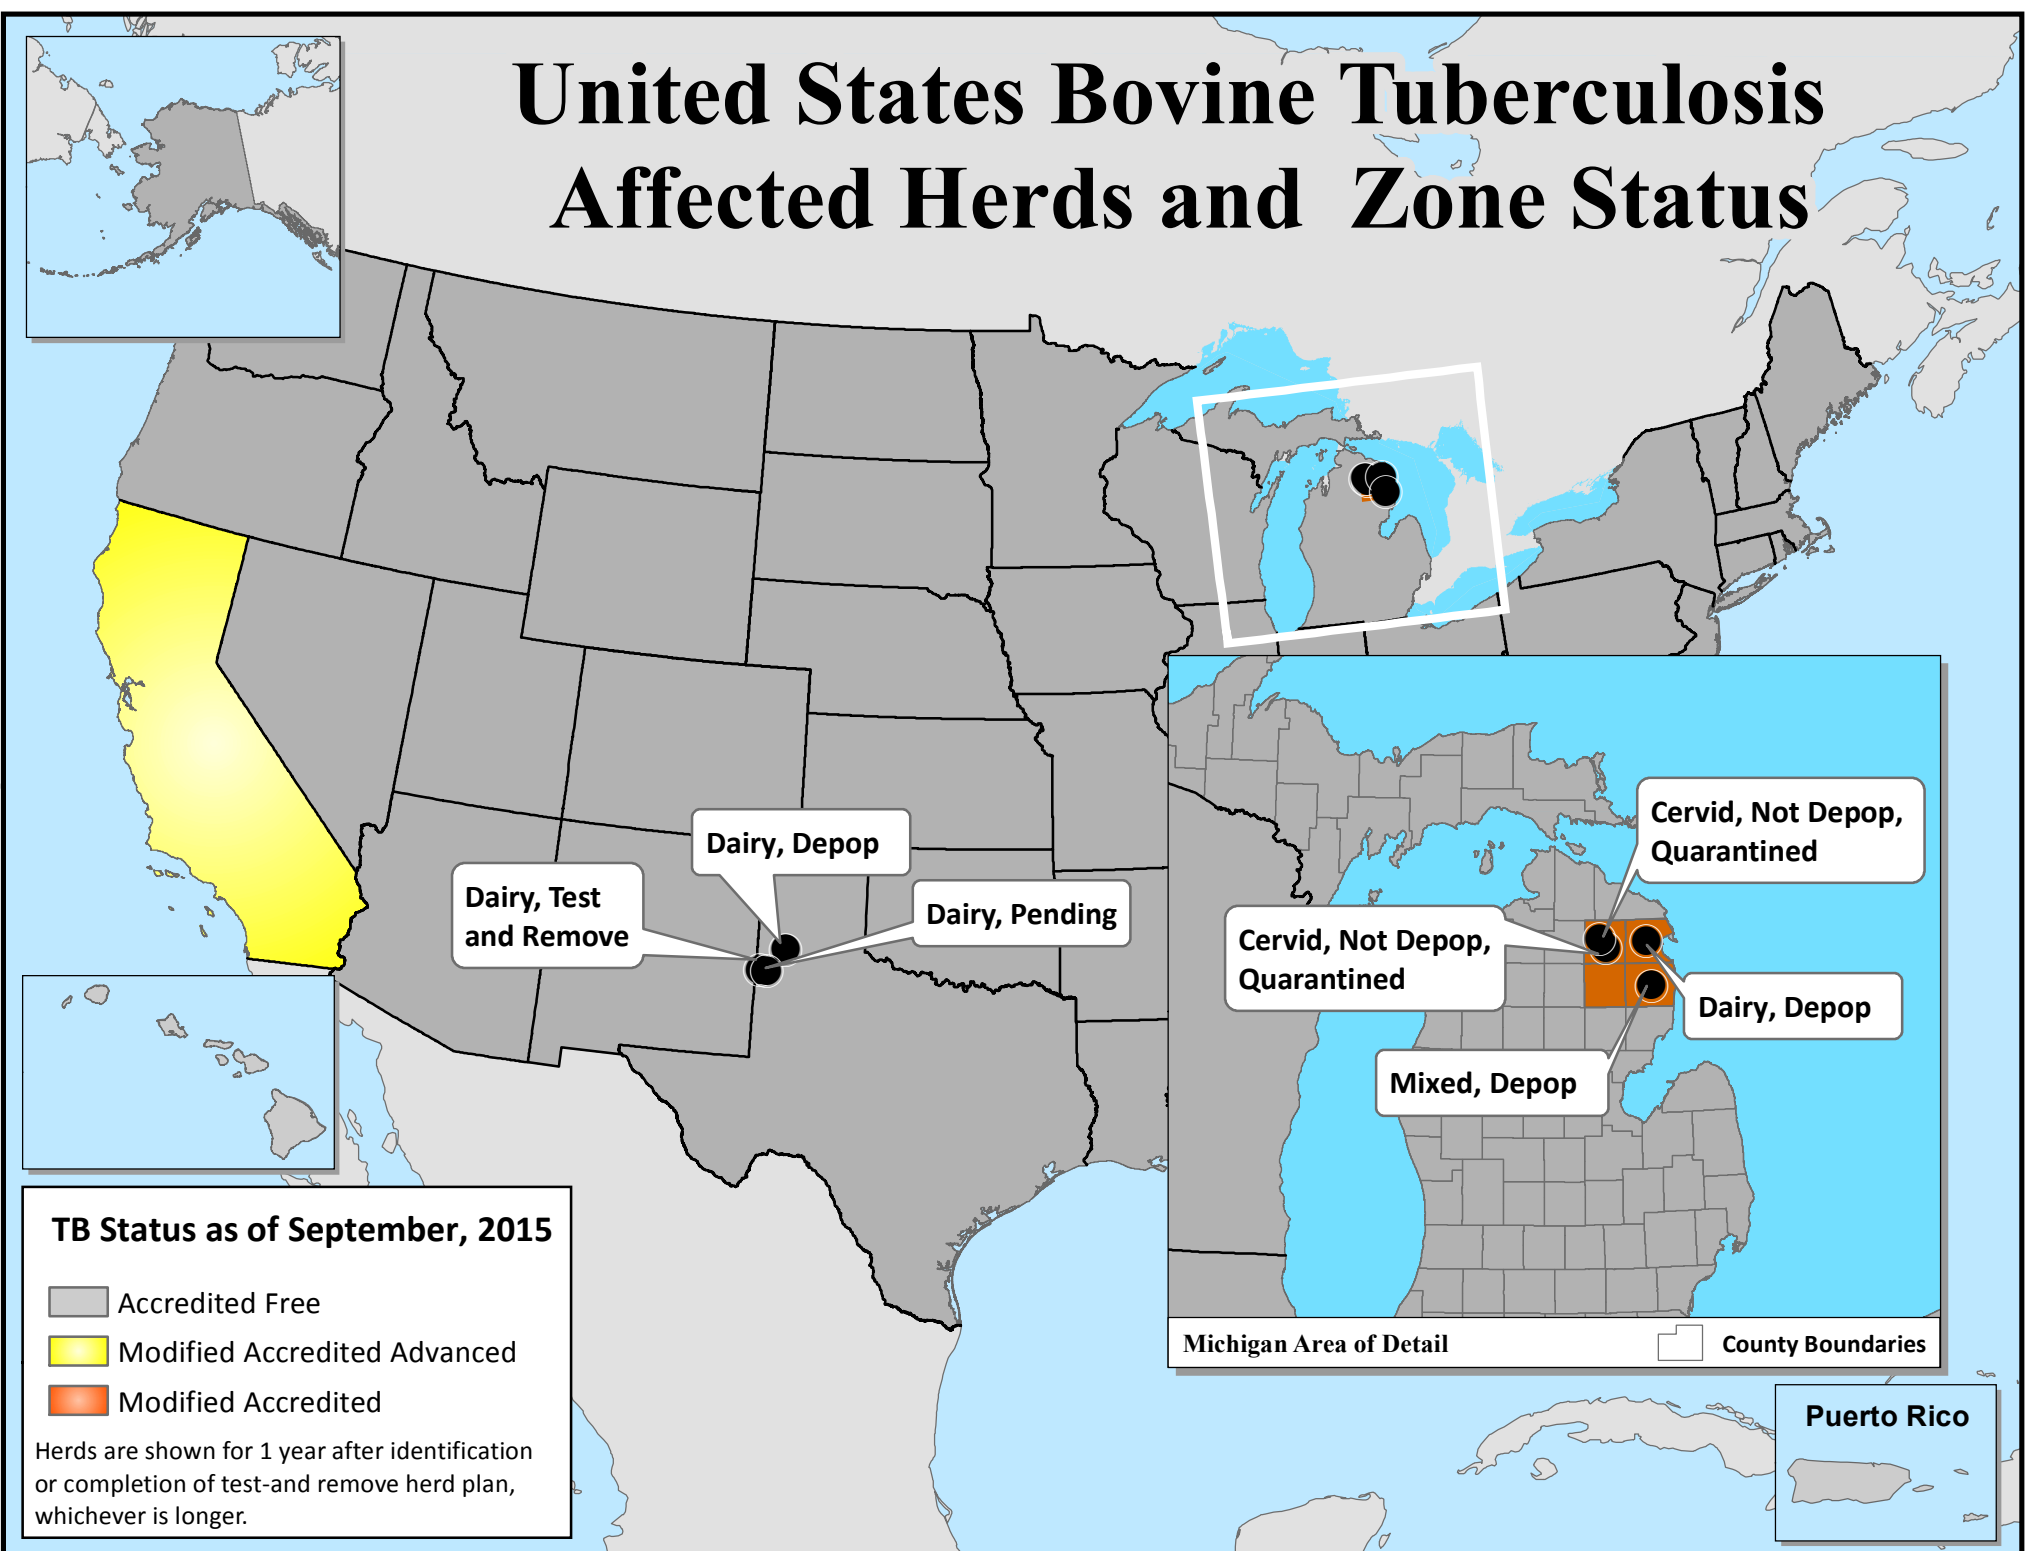 United States Bovine Tuberculosis
Affected Herds and Zone Status
Dairy, Depop
Dairy, Test
and Remove
Dairy, Pending
Cervid, Not Depop,
Quarantined
Cervid, Not Depop,
Quarantined
Dairy, Depop
Mixed, Depop
Michigan Area of Detail
County Boundaries
TB Status as of September, 2015
Accredited Free
Modified Accredited Advanced
Modified Accredited
Herds are shown for 1 year after identification
or completion of test-and remove herd plan,
whichever is longer.
Puerto Rico